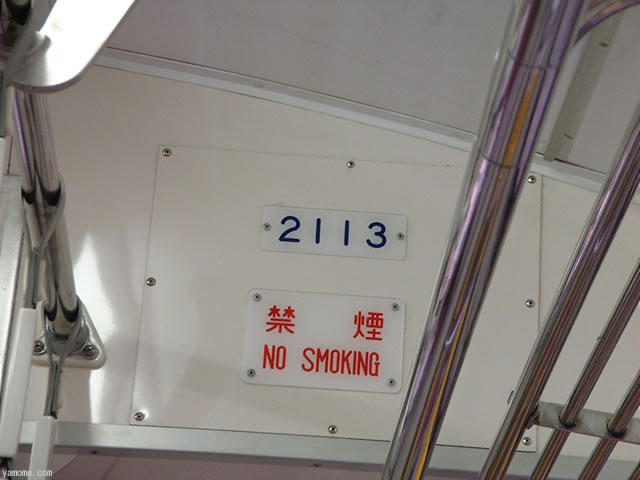 2113
禁煙
NO SMOKING
yamome.com